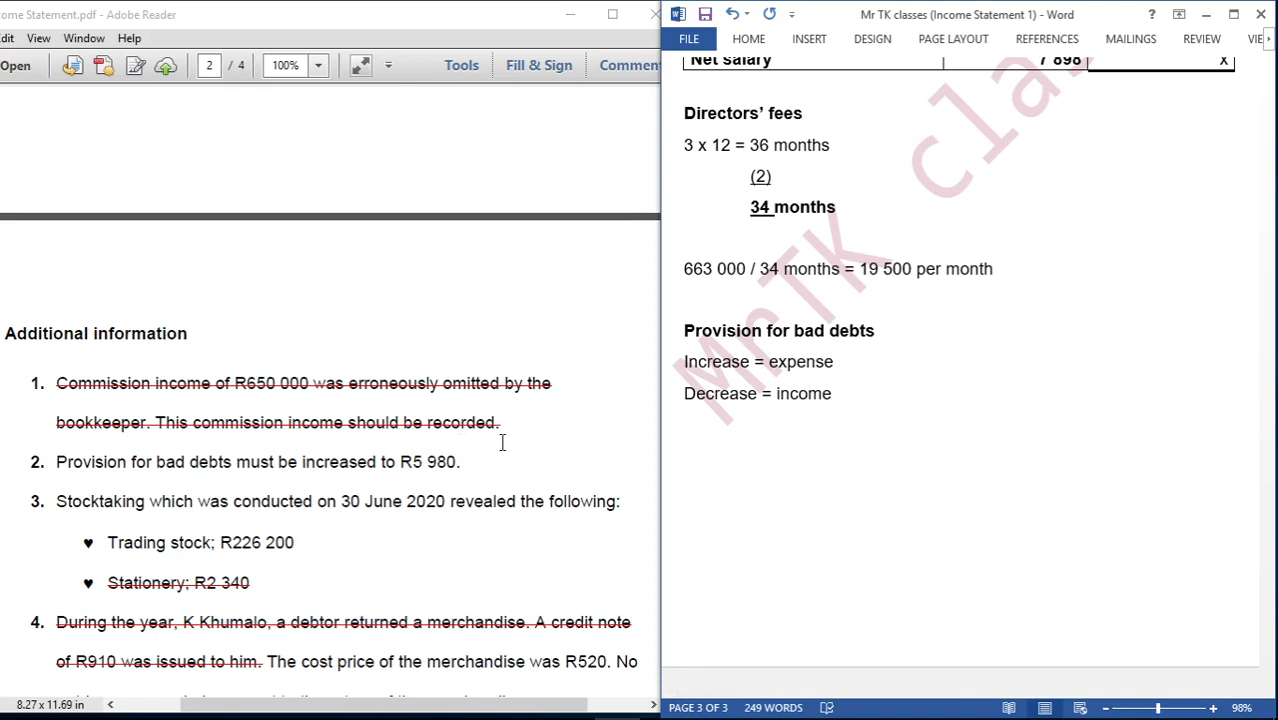 ome Statement.pdf - Adobe Reader
dit View Window Help
Open 2 / 4 100% Tools Fill & Sign Commen
Additional information
1. Commission income of R650 000 was erroneously omitted by the
bookkeeper. This commission income should be recorded.
2. Provision for bad debts must be increased to R5 980.
3. Stocktaking which was conducted on 30 June 2020 revealed the following:
♥ Trading stock; R226 200
♥ Stationery; R2 340
4. During the year, K Khumalo, a debtor returned a merchandise. A credit note
of R910 was issued to him. The cost price of the merchandise was R520. No
8.27 x 11.69 in
Mr TK classes (Income Statement 1) - Word
FILE HOME INSERT DESIGN PAGE LAYOUT REFERENCES MAILINGS REVIEW VIE
Net salary 7 898 x
Directors' fees
3 x 12 = 36 months
(2)
34 months
663 000 / 34 months = 19 500 per month
Provision for bad debts
Increase = expense
Decrease = income
MrTK clas
PAGE 3 OF 3 249 WORDS 98%